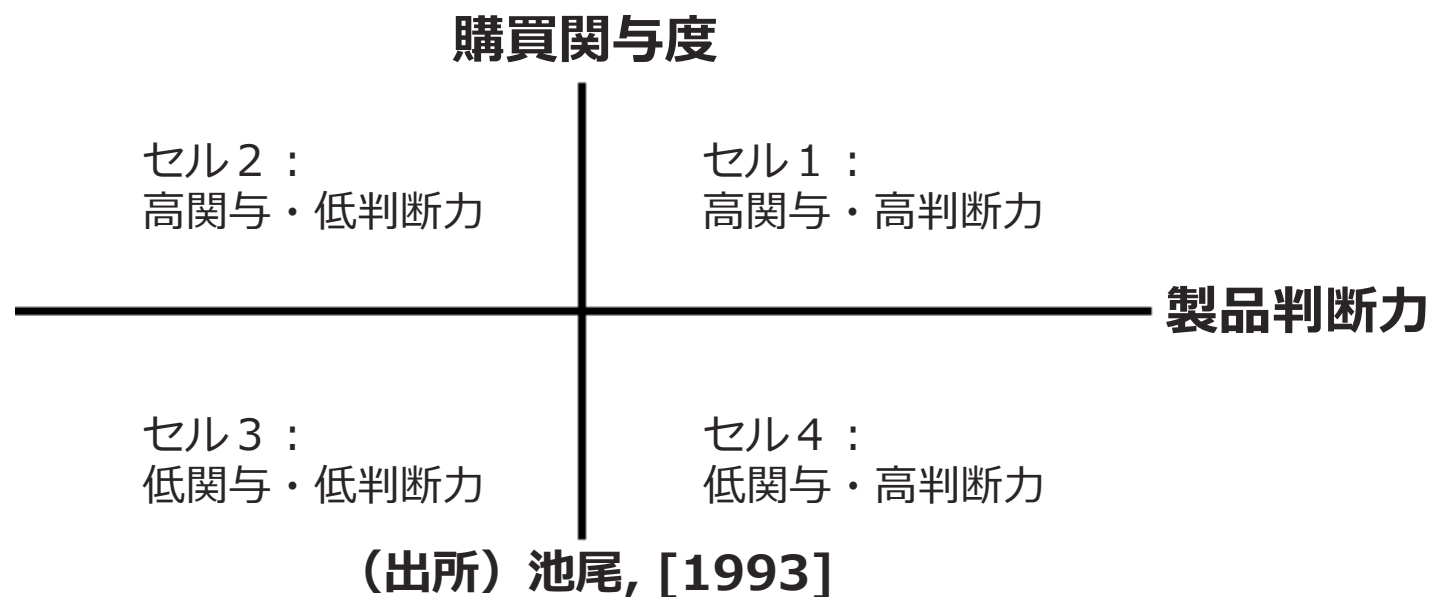 購買関与度
セル２：
高関与・低判断力
セル１：
高関与・高判断力
製品判断力
セル３：
低関与・低判断力
セル４：
低関与・高判断力
（出所）池尾, [1993]